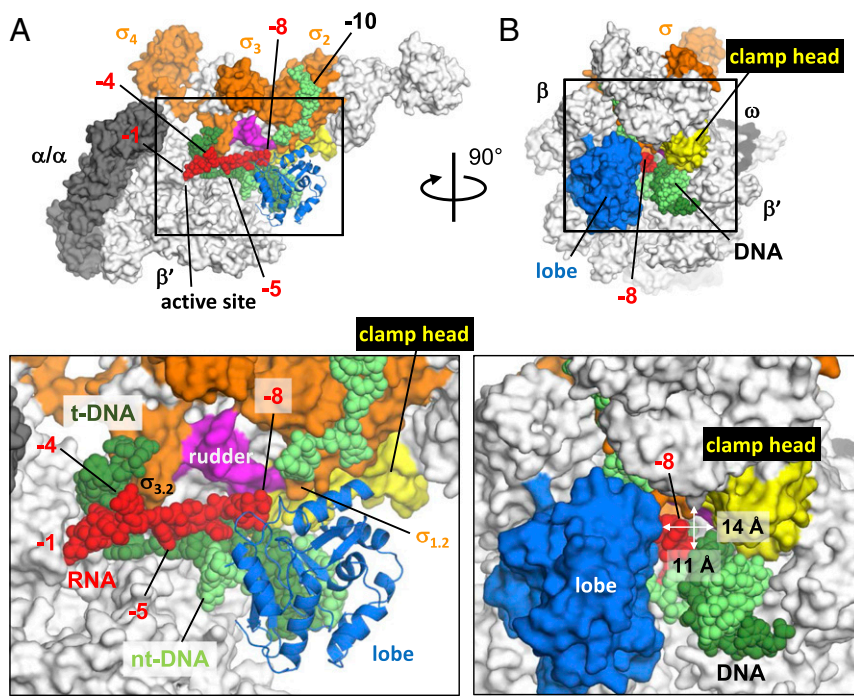 A
σ4
σ3
-8
σ2
-10
-4
-1
α/α
β’
active site
-5
90°
B
σ
clamp head
β
ω
β’
lobe
DNA
-8
clamp head
t-DNA
-8
-4
rudder
σ3.2
-1
RNA
σ1.2
-5
nt-DNA
lobe
clamp head
-8
14 Å
11 Å
lobe
DNA